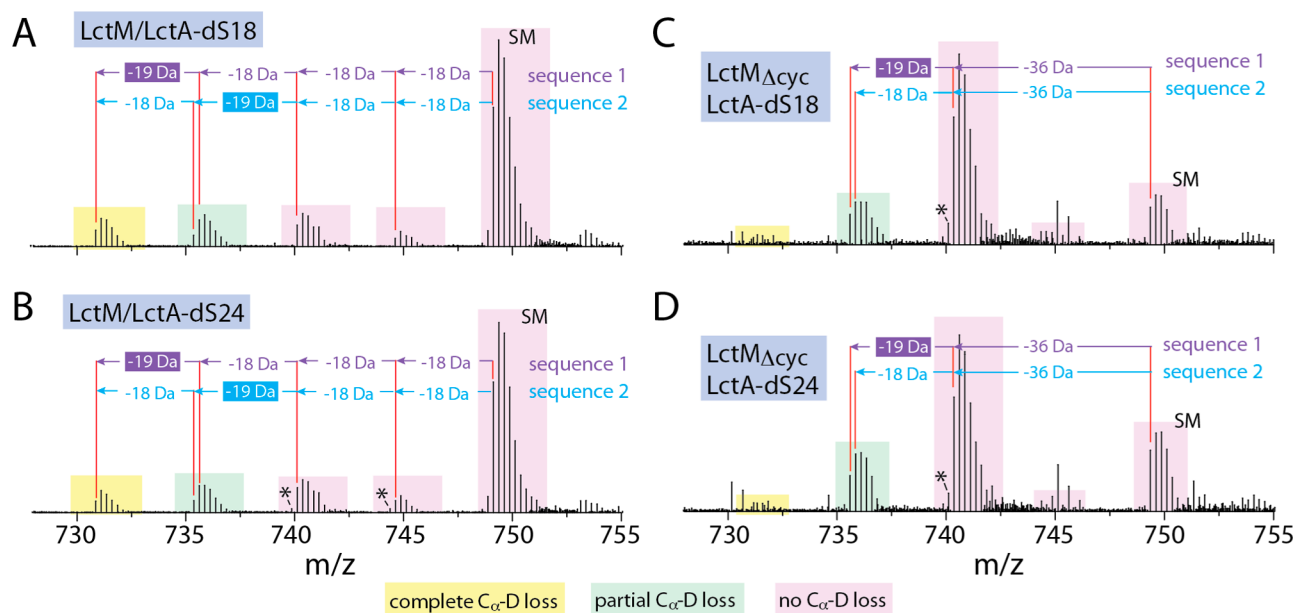 A
LctM/LctA-dS18
SM
-19 Da -18 Da -18 Da -18 Da sequence 1
-18 Da -19 Da -18 Da -18 Da sequence 2
B
LctM/LctA-dS24
SM
-19 Da -18 Da -18 Da -18 Da sequence 1
-18 Da -19 Da -18 Da -18 Da sequence 2
* *
730 735 740 745 750 755
m/z
C
LctMΔcyc
LctA-dS18
-19 Da -36 Da sequence 1
-18 Da -36 Da sequence 2
SM
*
D
LctMΔcyc
LctA-dS24
-19 Da -36 Da sequence 1
-18 Da -36 Da sequence 2
SM
*
730 735 740 745 750 755
m/z
complete Cα-D loss partial Cα-D loss no Cα-D loss